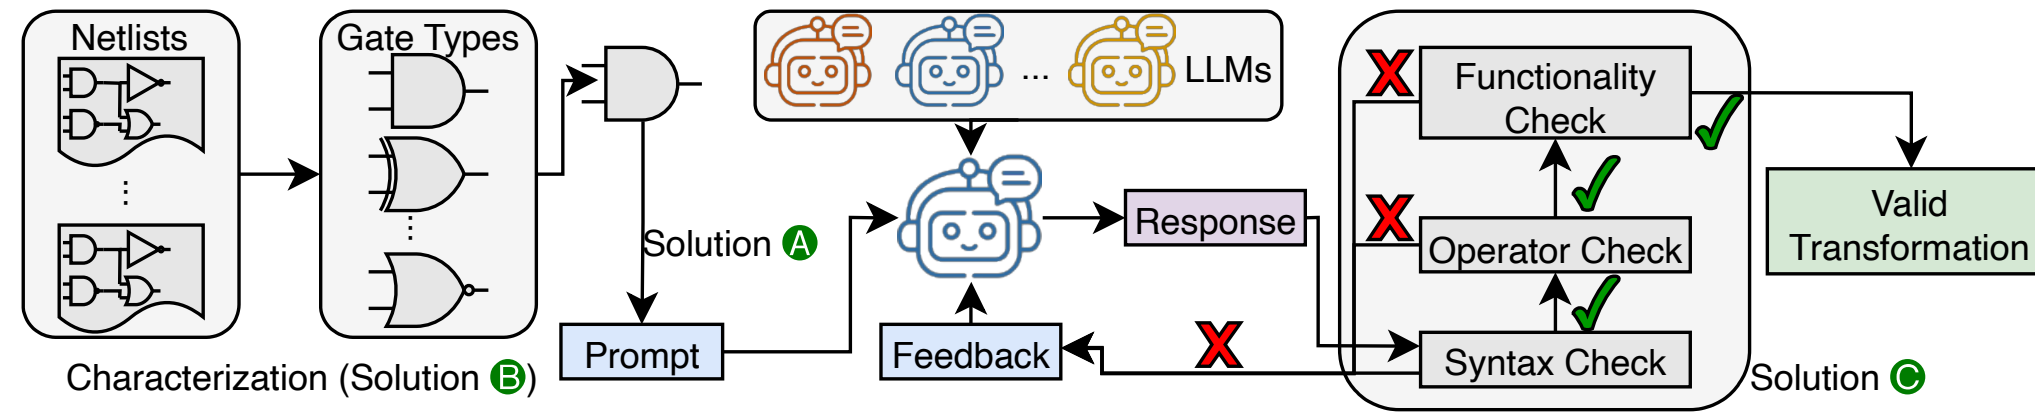 Netlists
Gate Types
...
LLMs
Functionality
Check
X
Solution A
Response
X
Operator Check
Valid
Transformation
Prompt
Feedback
X
Syntax Check
Characterization (Solution B)
Solution C